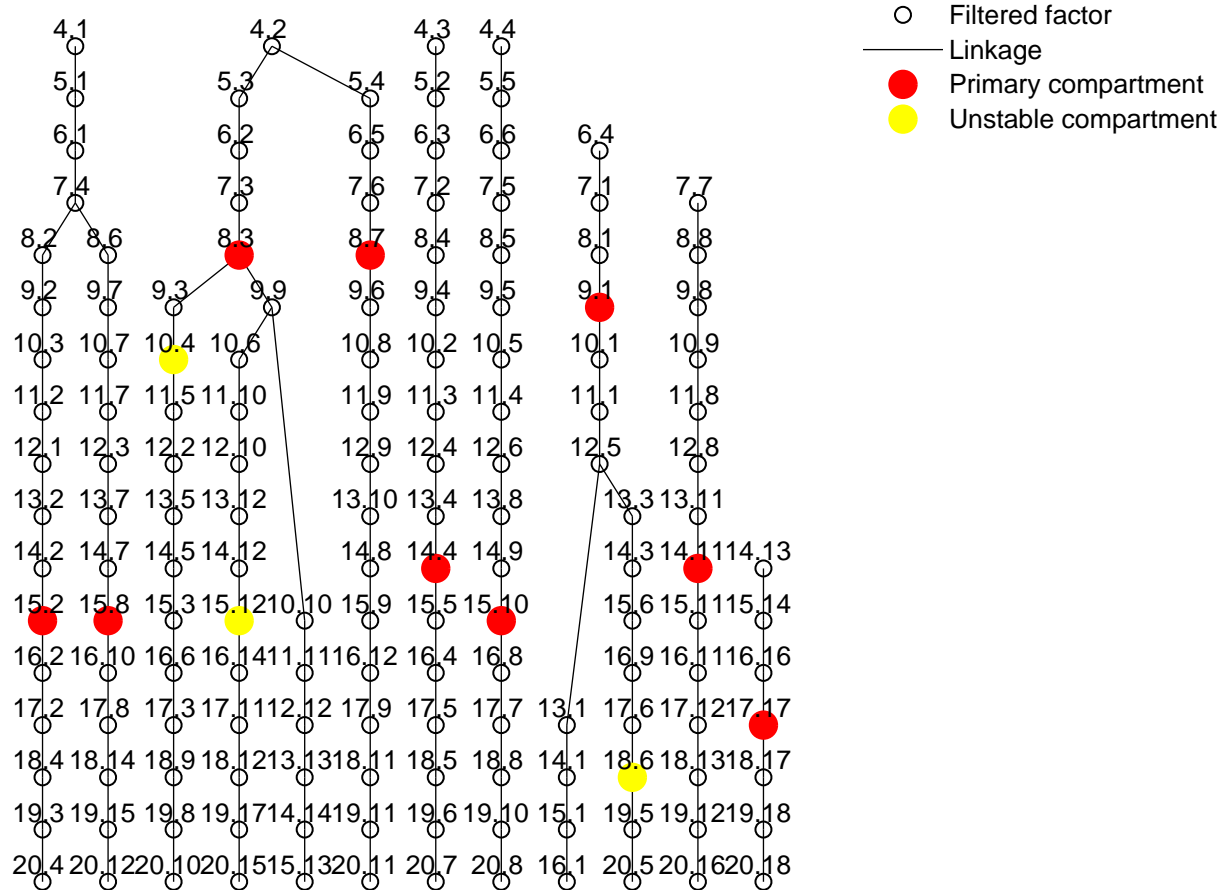 Filtered factor
Linkage
Primary compartment
Unstable compartment
4.1 4.2 4.3 4.4
5.1 5.3 5.4 5.2 5.5
6.1 6.2 6.5 6.3 6.6 6.4
7.4 7.3 7.6 7.2 7.5 7.1 7.7
8.2 8.6 8.3 8.7 8.4 8.5 8.1 8.8
9.2 9.7 9.3 9.9 9.6 9.4 9.5 9.1 9.8
10.3 10.7 10.4 10.6 10.8 10.2 10.5 10.1 10.9
11.2 11.7 11.5 11.10 11.9 11.3 11.4 11.1 11.8
12.1 12.3 12.2 12.10 12.9 12.4 12.6 12.5 12.8
13.2 13.7 13.5 13.12 13.10 13.4 13.8 13.3 13.11
14.2 14.7 14.5 14.12 14.8 14.4 14.9 14.3 14.11 14.13
15.2 15.8 15.3 15.12 10.10 15.9 15.5 15.10 15.6 15.11 15.14
16.2 16.10 16.6 16.14 11.11 16.12 16.4 16.8 16.9 16.11 16.16
17.2 17.8 17.3 17.11 12.12 17.9 17.5 17.7 13.1 17.6 17.12 17.17
18.4 18.14 18.9 18.12 13.13 18.11 18.5 18.8 14.1 18.6 18.13 18.17
19.3 19.15 19.8 19.17 14.14 19.11 19.6 19.10 15.1 19.5 19.12 19.18
20.4 20.12 20.10 20.15 15.13 20.11 20.7 20.8 16.1 20.5 20.16 20.18